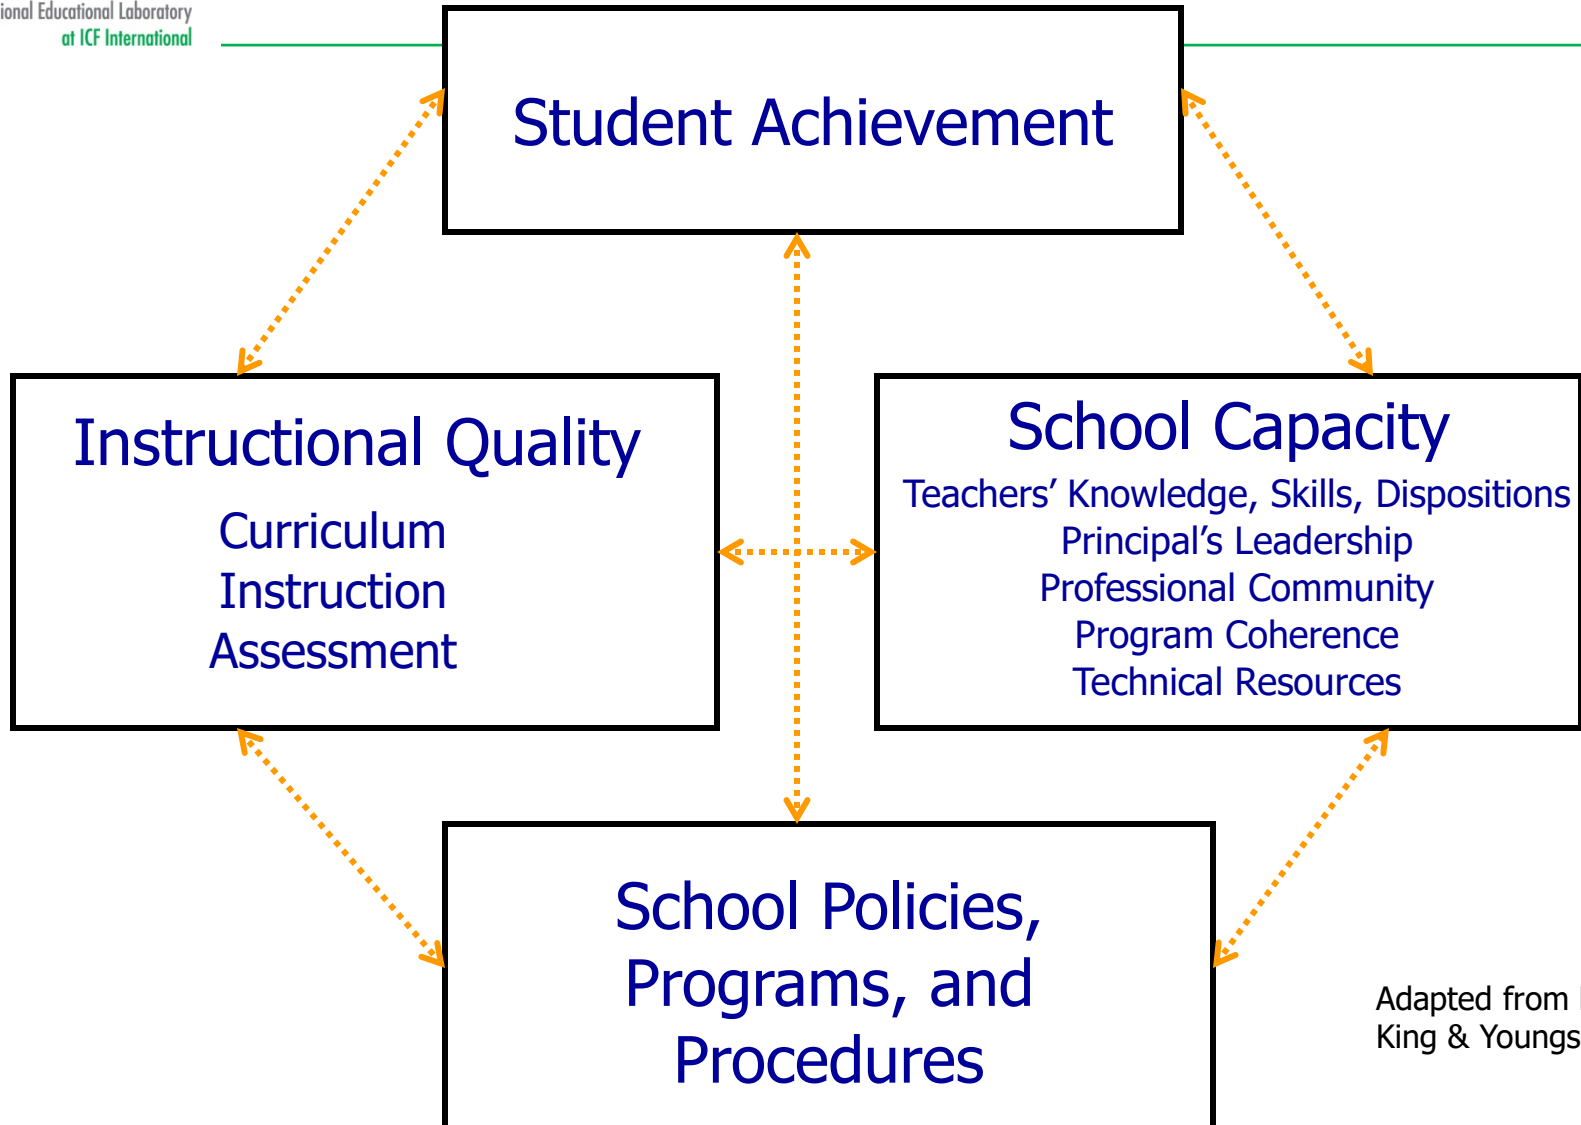 Educational Laboratory
at ICF International
Student Achievement
Instructional Quality
Curriculum
Instruction
Assessment
School Capacity
Teachers’ Knowledge, Skills, Dispositions
Principal’s Leadership
Professional Community
Program Coherence
Technical Resources
School Policies,
Programs, and
Procedures
Adapted from
King & Youngs